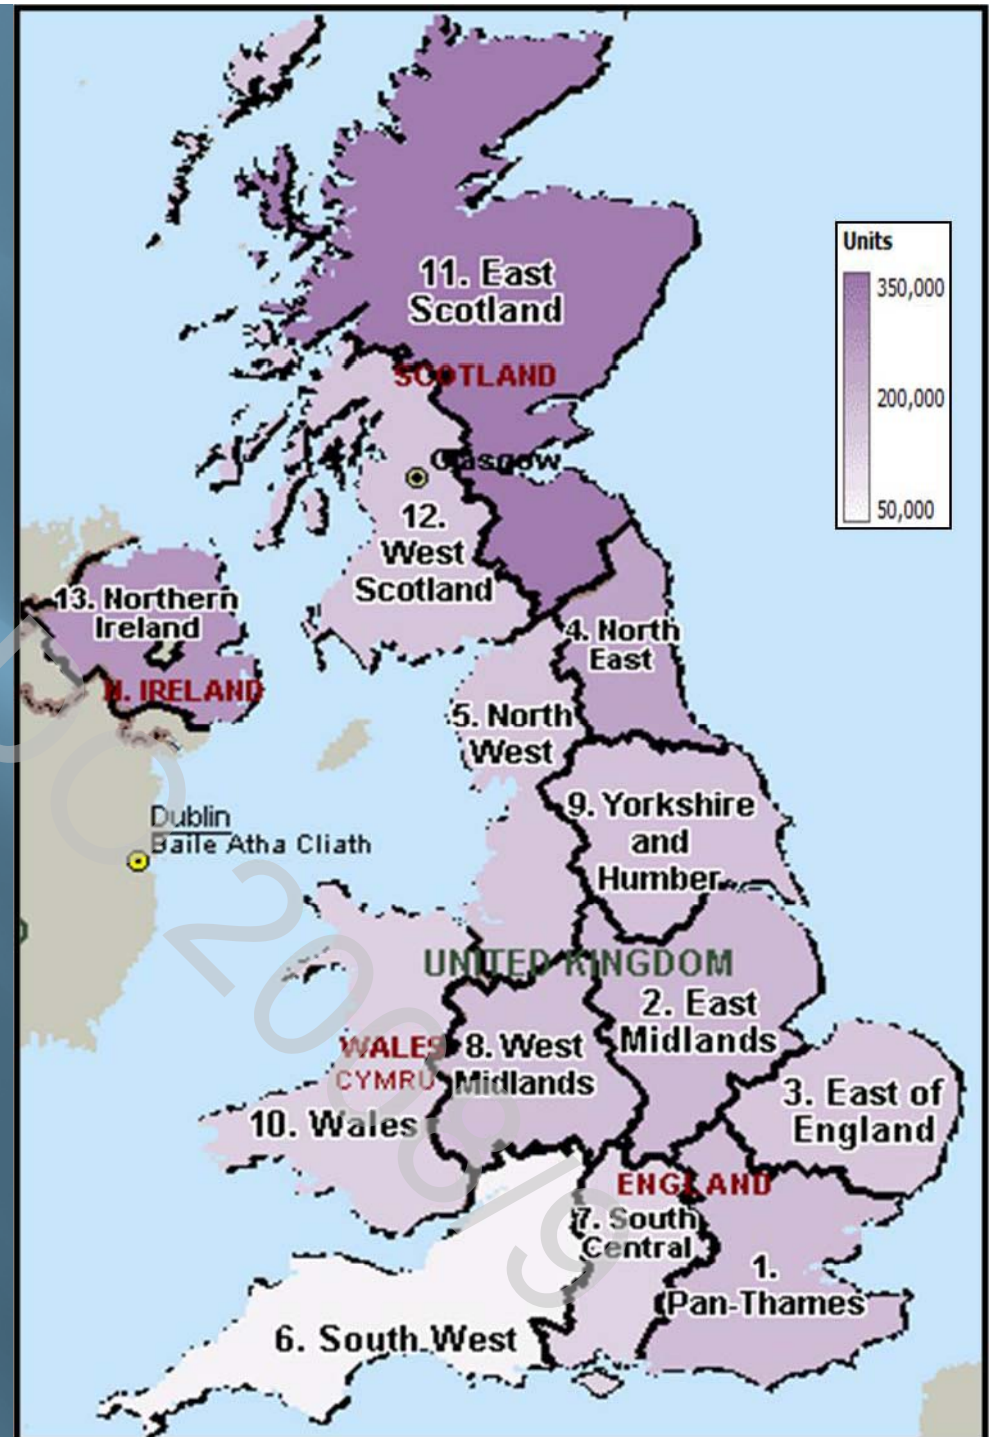 Units
350,000
200,000
50,000
11. East
Scotland
SCOTLAND
Glasgow
12.
West
Scotland
13. Northern
Ireland
N. IRELAND
4. North
East
5. North
West
9. Yorkshire
and
Humber
Dublin
Baile Atha Cliath
UNITED KINGDOM
2. East
Midlands
WALES
CYMRU
8. West
Midlands
3. East of
England
10. Wales
ENGLAND
7. South
Central
1.
Pan-Thames
6. South West
2008/9